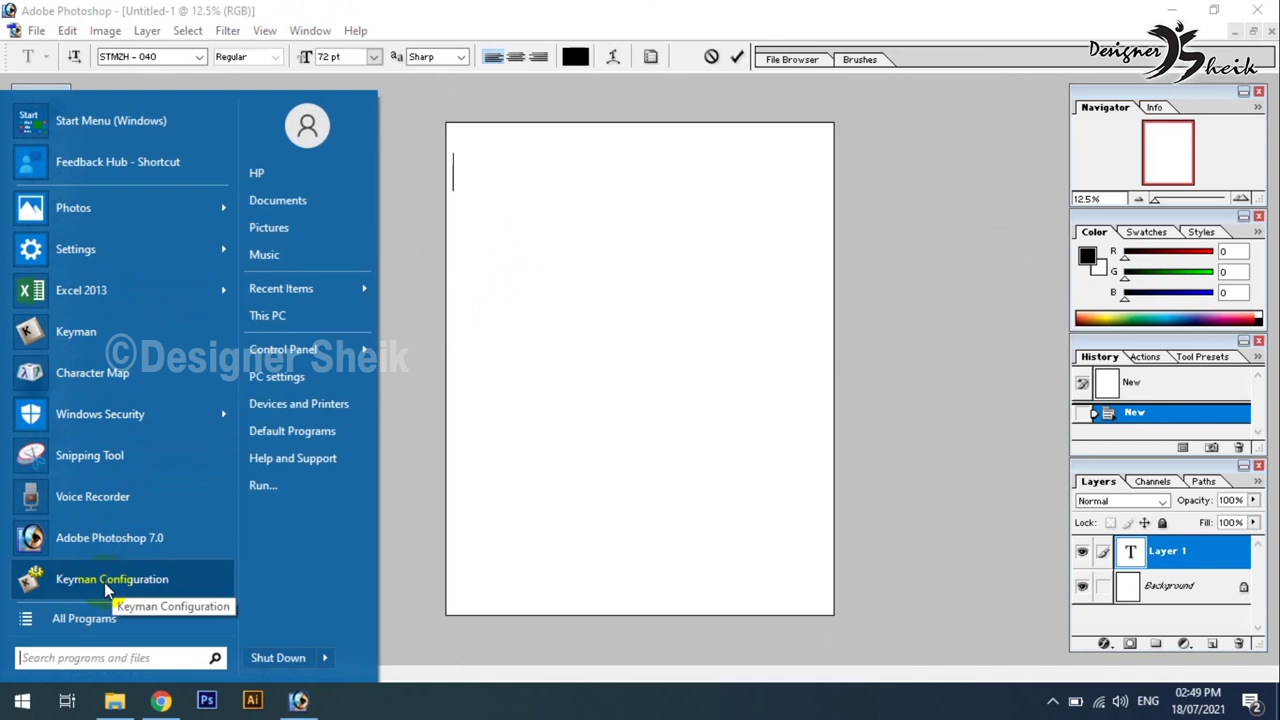 Adobe Photoshop - [Untitled-1 @ 12.5% (RGB)]
File Edit Image Layer Select Filter View Window Help
T T STMZH - 040 Regular T 72 pt aa Sharp File Browser Brushes
Designer Sheik
Start Start Menu (Windows)
Feedback Hub - Shortcut
Photos
Settings
Excel 2013
Keyman
Character Map
Windows Security
Snipping Tool
Voice Recorder
Adobe Photoshop 7.0
Keyman Configuration
Keyman Configuration
All Programs
Search programs and files
HP
Documents
Pictures
Music
Recent Items
This PC
Control Panel
PC settings
Devices and Printers
Default Programs
Help and Support
Run...
Shut Down
©Designer Sheik
Navigator Info
12.5%
Color Swatches Styles
R 0
G 0
B 0
History Actions Tool Presets
New
New
Layers Channels Paths
Normal Opacity: 100%
Lock: Fill: 100%
T Layer 1
Background
Ps Ai
ENG
02:49 PM
18/07/2021
2